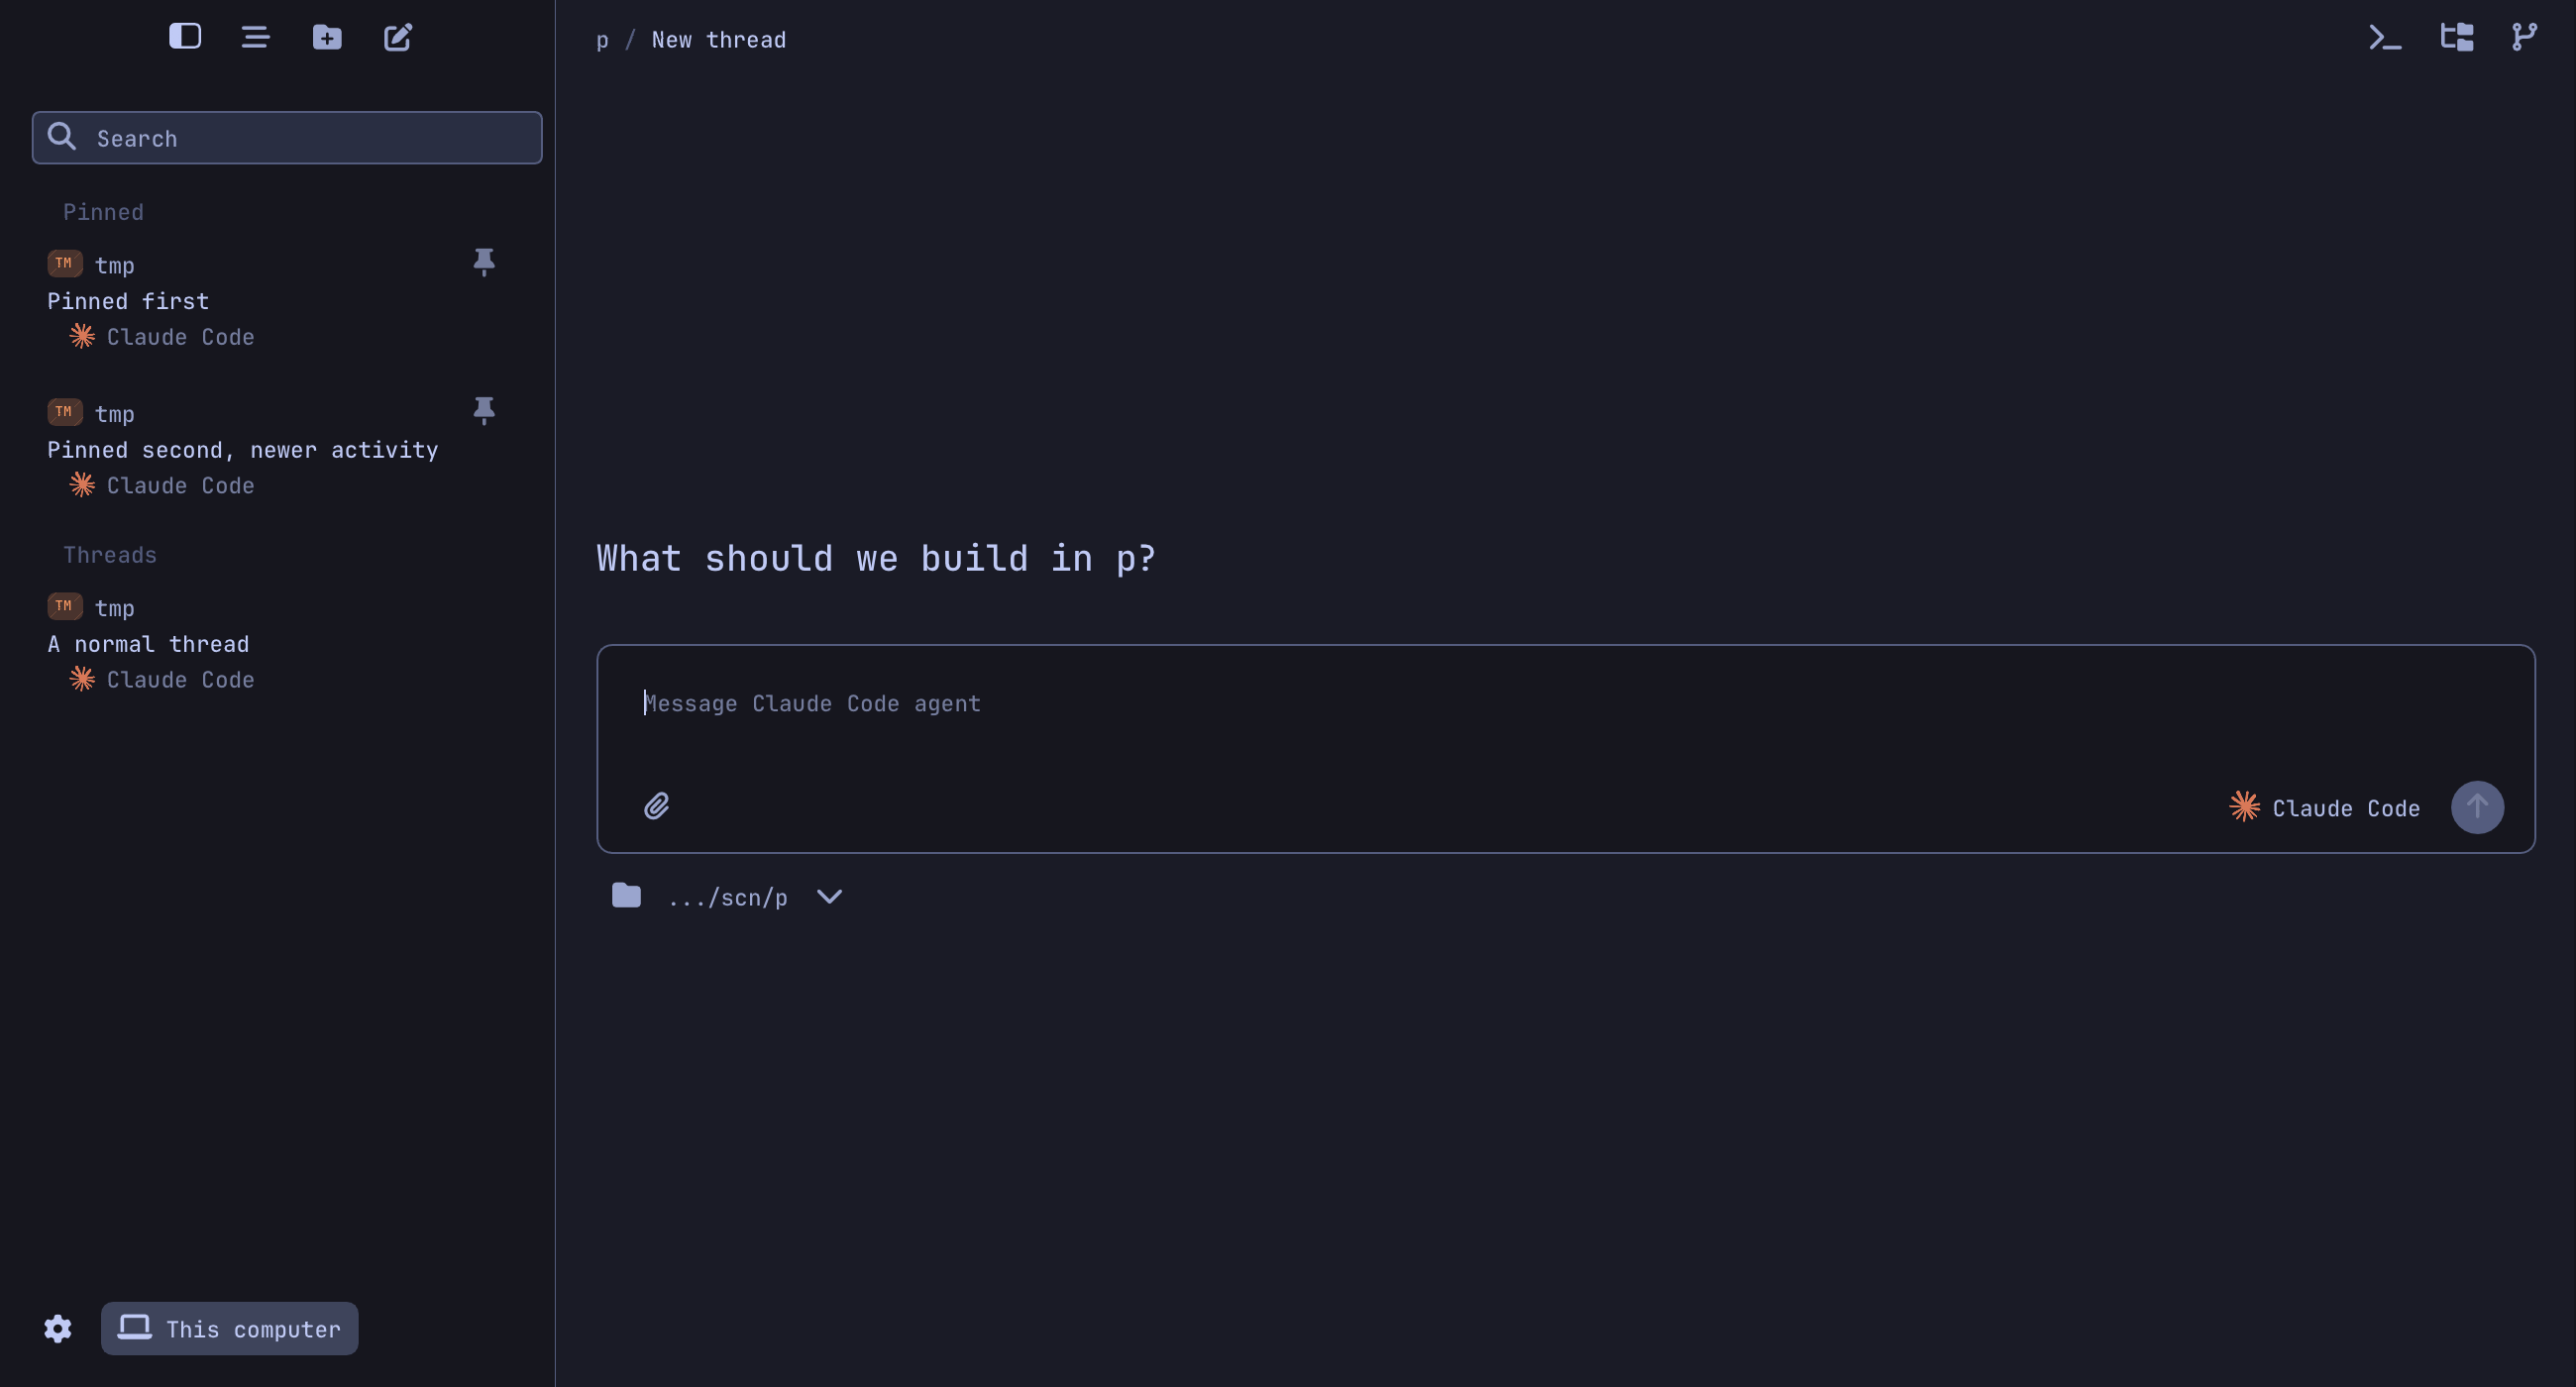 p / New thread
Search
Pinned
TM tmp
Pinned first
Claude Code
TM tmp
Pinned second, newer activity
Claude Code
Threads
TM tmp
A normal thread
Claude Code
This computer
What should we build in p?
Message Claude Code agent
Claude Code
.../scn/p